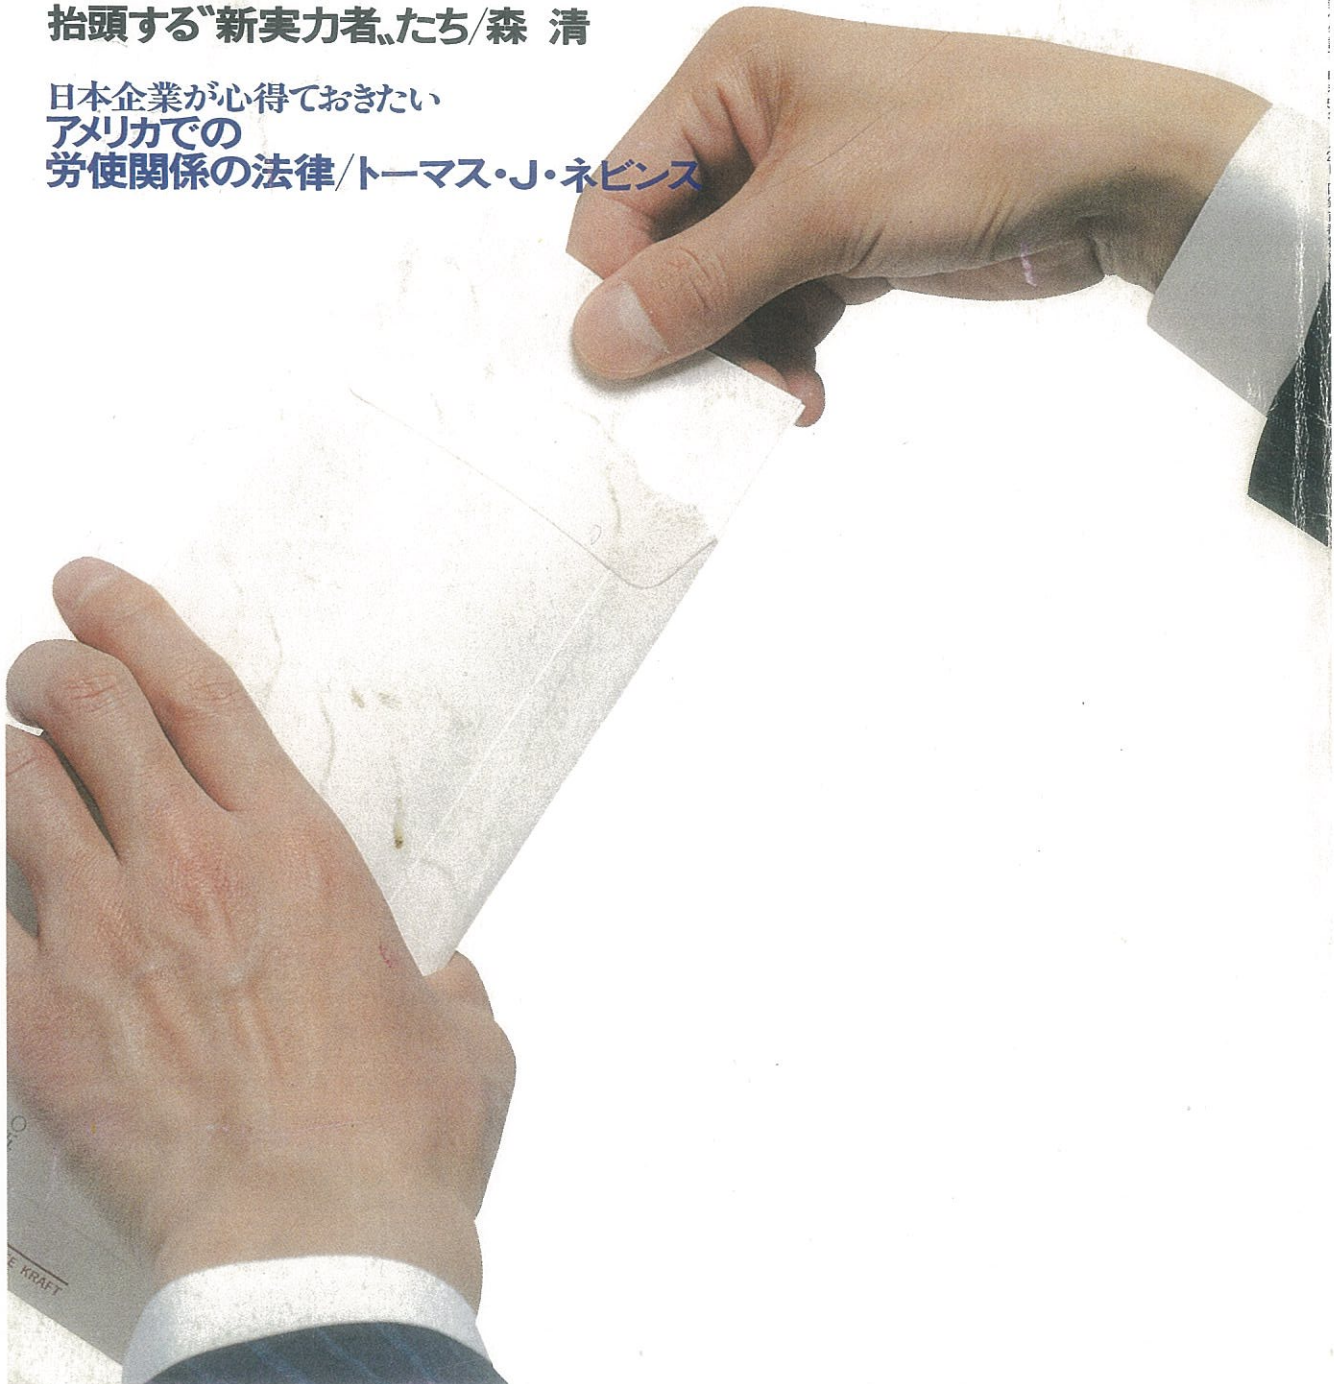 抬頭する〝新実力者〟たち/森 清
日本企業が心得ておきたい
アメリカでの
労使関係の法律/トーマス・J・ネビンス
E KRAFT